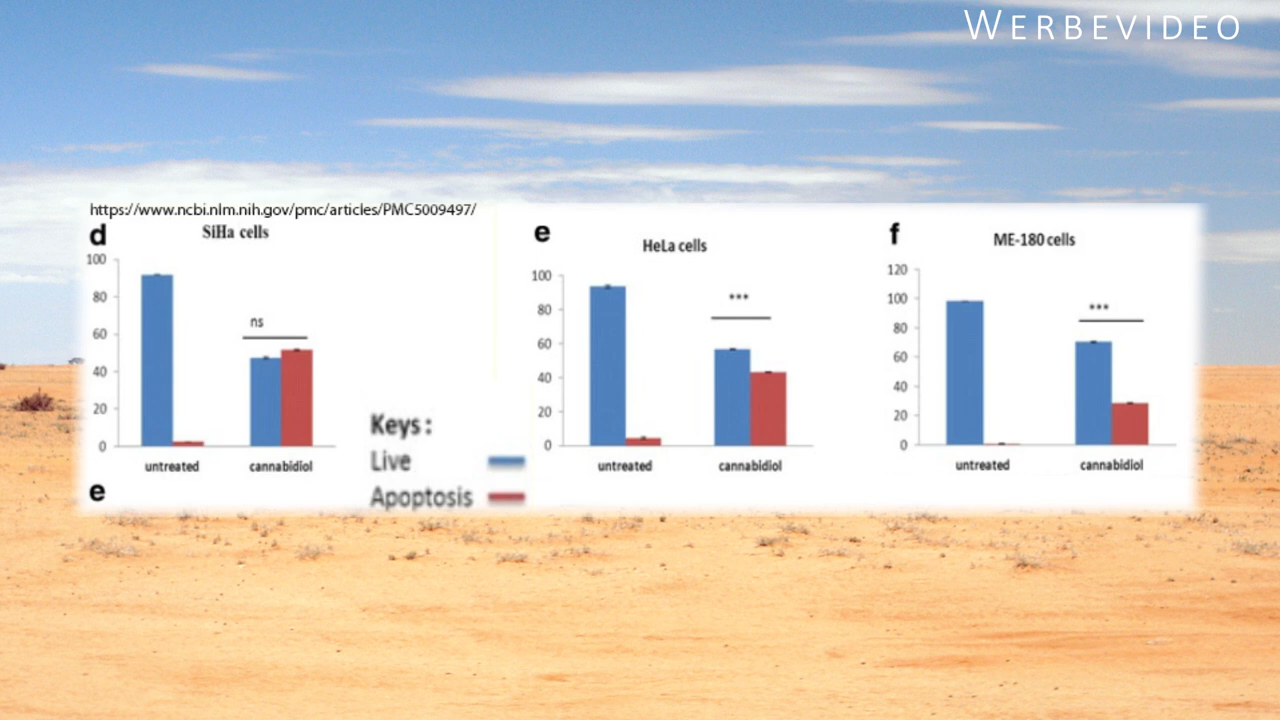 WERBEVIDEO
https://www.ncbi.nlm.nih.gov/pmc/articles/PMC5009497/
d
SiHa cells
100
80
60
40
20
0
ns
untreated
cannabidiol
Keys :
Live
Apoptosis
e
e
HeLa cells
100
80
60
40
20
0
***
untreated
cannabidiol
f
ME-180 cells
120
100
80
60
40
20
0
***
untreated
cannabidiol